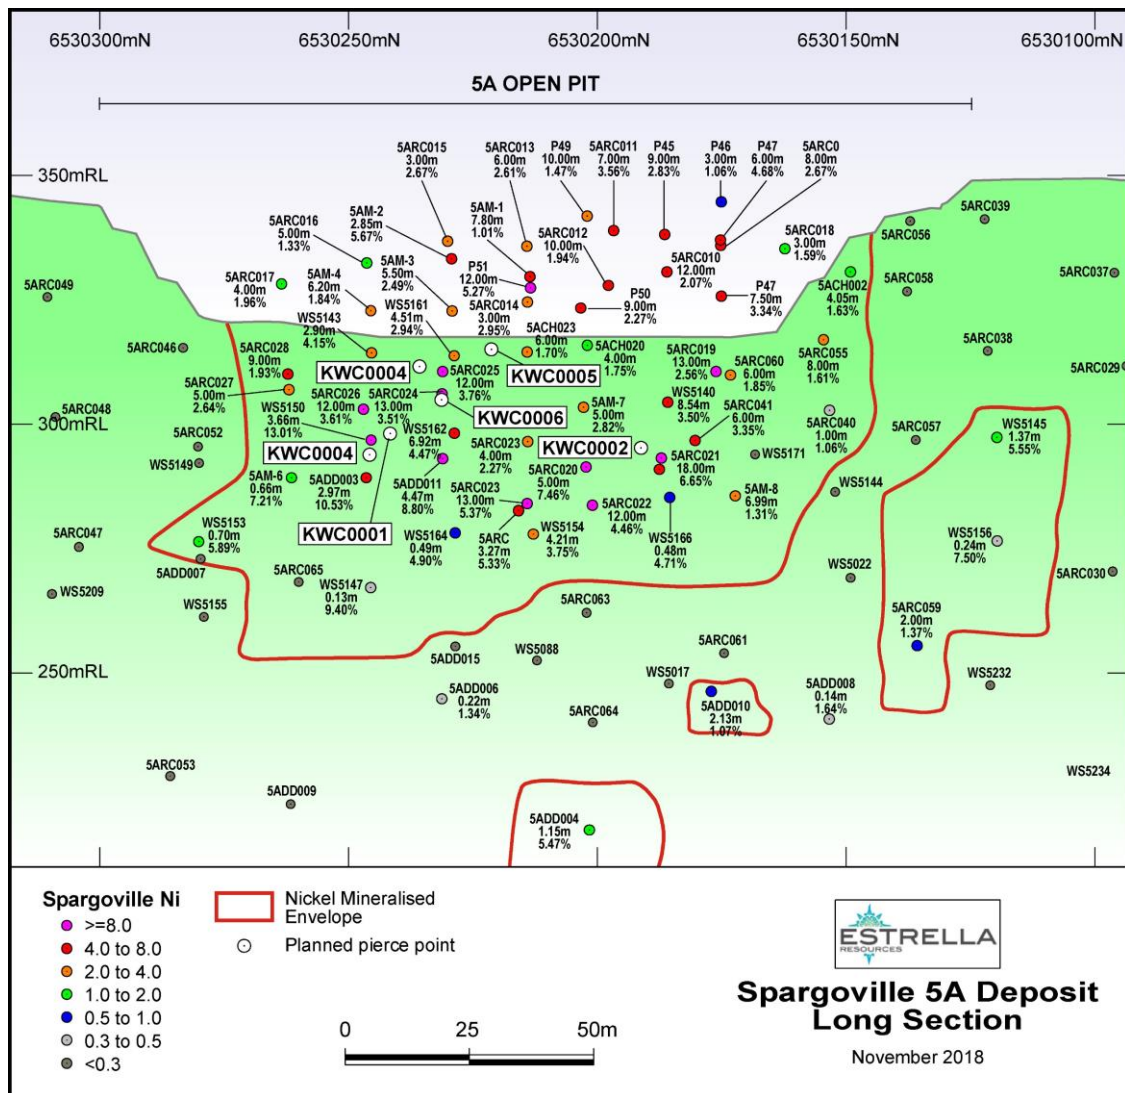 6530300mN
6530250mN
6530200mN
6530150mN
6530100mN
5A OPEN PIT
350mRL
300mRL
250mRL
5ARC015
3.00m
2.67%
5ARC013
6.00m
2.61%
P49
10.00m
1.47%
5ARC011
7.00m
3.56%
P45
9.00m
2.83%
P46
3.00m
1.06%
P47
6.00m
4.68%
5ARC0
8.00m
2.67%
5ARC016
5.00m
1.33%
5AM-2
2.85m
5.67%
5AM-1
7.80m
1.01%
5ARC012
10.00m
1.94%
5ARC010
12.00m
2.07%
5ARC018
3.00m
1.59%
5ARC039
5ARC056
5ARC049
5ARC017
4.00m
1.96%
5AM-4
6.20m
1.84%
5AM-3
5.50m
2.49%
P51
12.00m
5.27%
P50
9.00m
2.27%
P47
7.50m
3.34%
5ACH002
4.05m
1.63%
5ARC058
5ARC037
WS5143
2.90m
4.15%
WS5161
4.51m
2.94%
5ARC014
3.00m
2.95%
5ACH023
6.00m
1.70%
5ACH020
4.00m
1.75%
5ARC046
5ARC028
9.00m
1.93%
KWC0004
KWC0005
5ARC019
13.00m
2.56%
5ARC060
6.00m
1.85%
5ARC055
8.00m
1.61%
5ARC038
5ARC029
5ARC027
5.00m
2.64%
5ARC026
12.00m
3.61%
5ARC024
13.00m
3.51%
5ARC025
12.00m
3.76%
KWC0006
5AM-7
5.00m
2.82%
WS5140
8.54m
3.50%
5ARC041
6.00m
3.35%
5ARC040
1.00m
1.06%
5ARC048
5ARC052
WS5149
WS5150
3.66m
13.01%
WS5162
6.92m
4.47%
5ARC023
4.00m
2.27%
KWC0002
5ARC021
18.00m
6.65%
WS5171
5ARC057
WS5145
1.37m
5.55%
KWC0004
5AM-6
0.66m
7.21%
5ADD003
2.97m
10.53%
5ADD011
4.47m
8.80%
5ARC023
13.00m
5.37%
5ARC020
5.00m
7.46%
5ARC022
12.00m
4.46%
5AM-8
6.99m
1.31%
WS5144
KWC0001
WS5153
0.70m
5.89%
WS5164
0.49m
4.90%
5ARC
3.27m
5.33%
WS5154
4.21m
3.75%
WS5166
0.48m
4.71%
WS5156
0.24m
7.50%
5ARC047
5ADD007
5ARC065
WS5147
0.13m
9.40%
WS5022
5ARC030
WS5209
WS5155
5ARC063
5ARC059
2.00m
1.37%
5ADD015
WS5088
5ARC061
WS5017
5ADD006
0.22m
1.34%
5ADD010
2.13m
1.07%
5ADD008
0.14m
1.64%
WS5232
5ARC064
5ARC053
5ADD009
WS5234
5ADD004
1.15m
5.47%
Spargoville Ni
>=8.0
4.0 to 8.0
2.0 to 4.0
1.0 to 2.0
0.5 to 1.0
0.3 to 0.5
<0.3
Nickel Mineralised
Envelope
Planned pierce point
0
25
50m
ESTRELLA
RESOURCES
Spargoville 5A Deposit
Long Section
November 2018